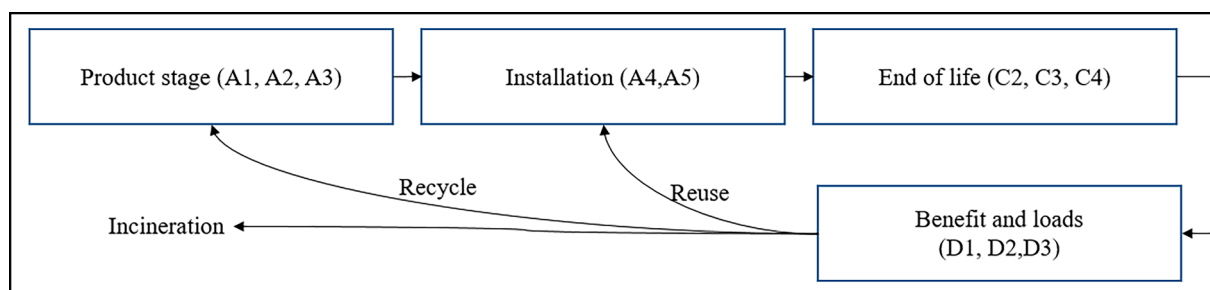 Product stage (A1, A2, A3)
Installation (A4,A5)
End of life (C2, C3, C4)
Recycle
Reuse
Incineration
Benefit and loads
(D1, D2,D3)